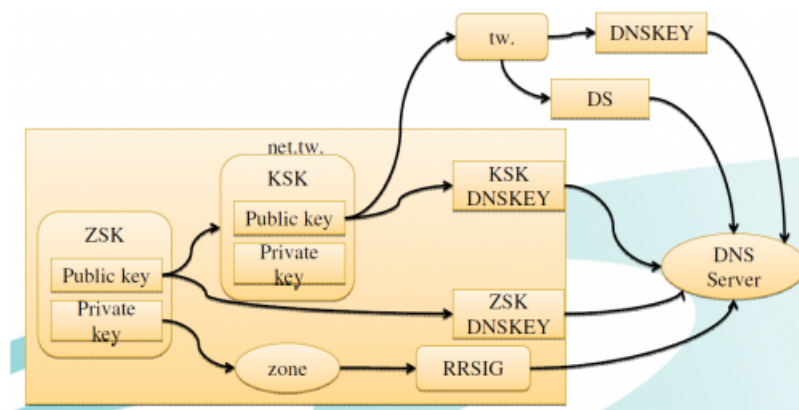 tw.
DNSKEY
DS
net.tw.
KSK
Public key
Private
key
KSK
DNSKEY
ZSK
Public key
Private
key
ZSK
DNSKEY
DNS
Server
zone
RRSIG